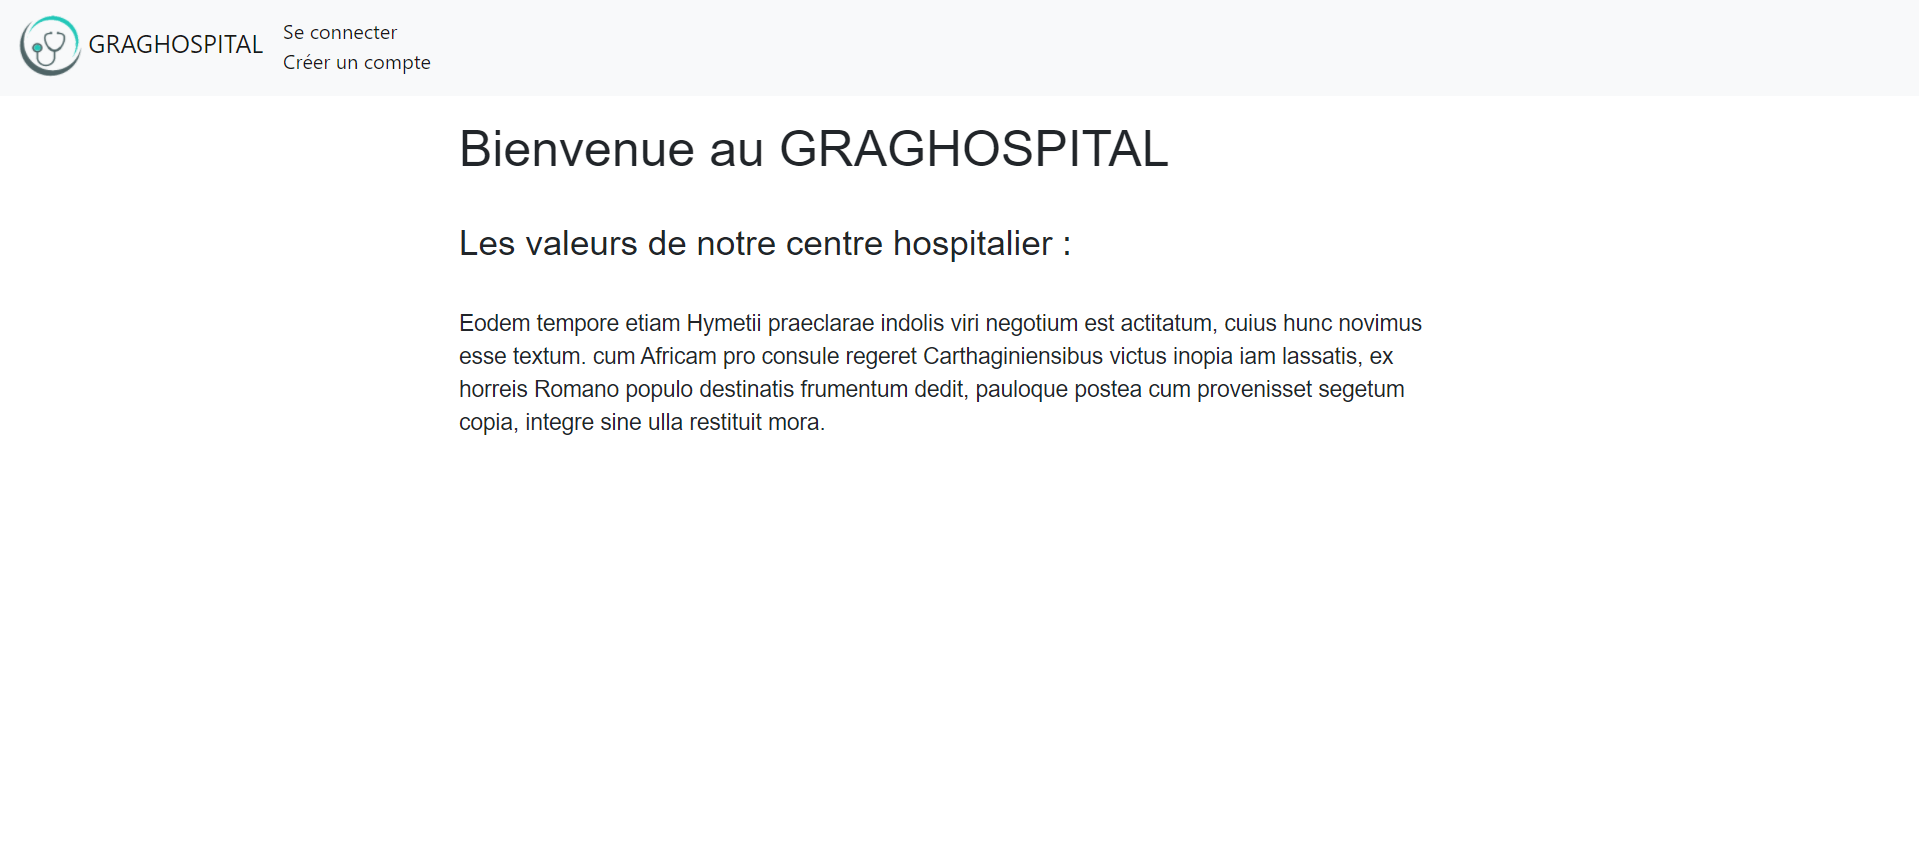 GRAGHOSPITAL
Se connecter
Créer un compte
Bienvenue au GRAGHOSPITAL
Les valeurs de notre centre hospitalier :
Eodem tempore etiam Hymetii praeclarae indolis viri negotium est actitatum, cuius hunc novimus
esse textum. cum Africam pro consule regeret Carthaginiensibus victus inopia iam lassatis, ex
horreis Romano populo destinatis frumentum dedit, pauloque postea cum provenisset segetum
copia, integre sine ulla restituit mora.